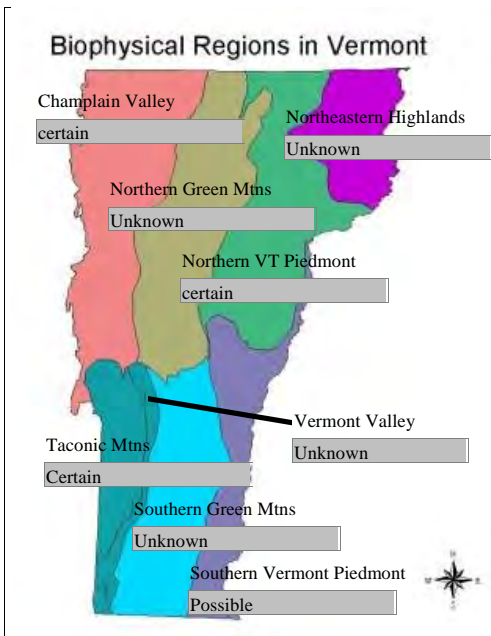 Biophysical Regions in Vermont
Champlain Valley
certain
Northeastern Highlands
Unknown
Northern Green Mtns
Unknown
Northern VT Piedmont
certain
Vermont Valley
Unknown
Taconic Mtns
Certain
Southern Green Mtns
Unknown
Southern Vermont Piedmont
Possible